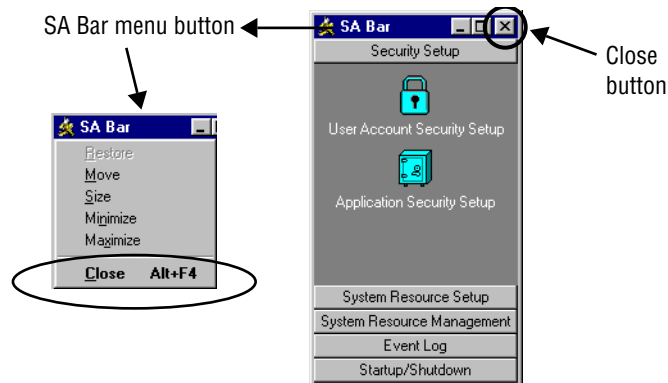 SA Bar menu button
SA Bar
Security Setup
Close
button
User Account Security Setup
Application Security Setup
SA Bar
Restore
Move
Size
Minimize
Maximize
Close Alt+F4
System Resource Setup
System Resource Management
Event Log
Startup/Shutdown